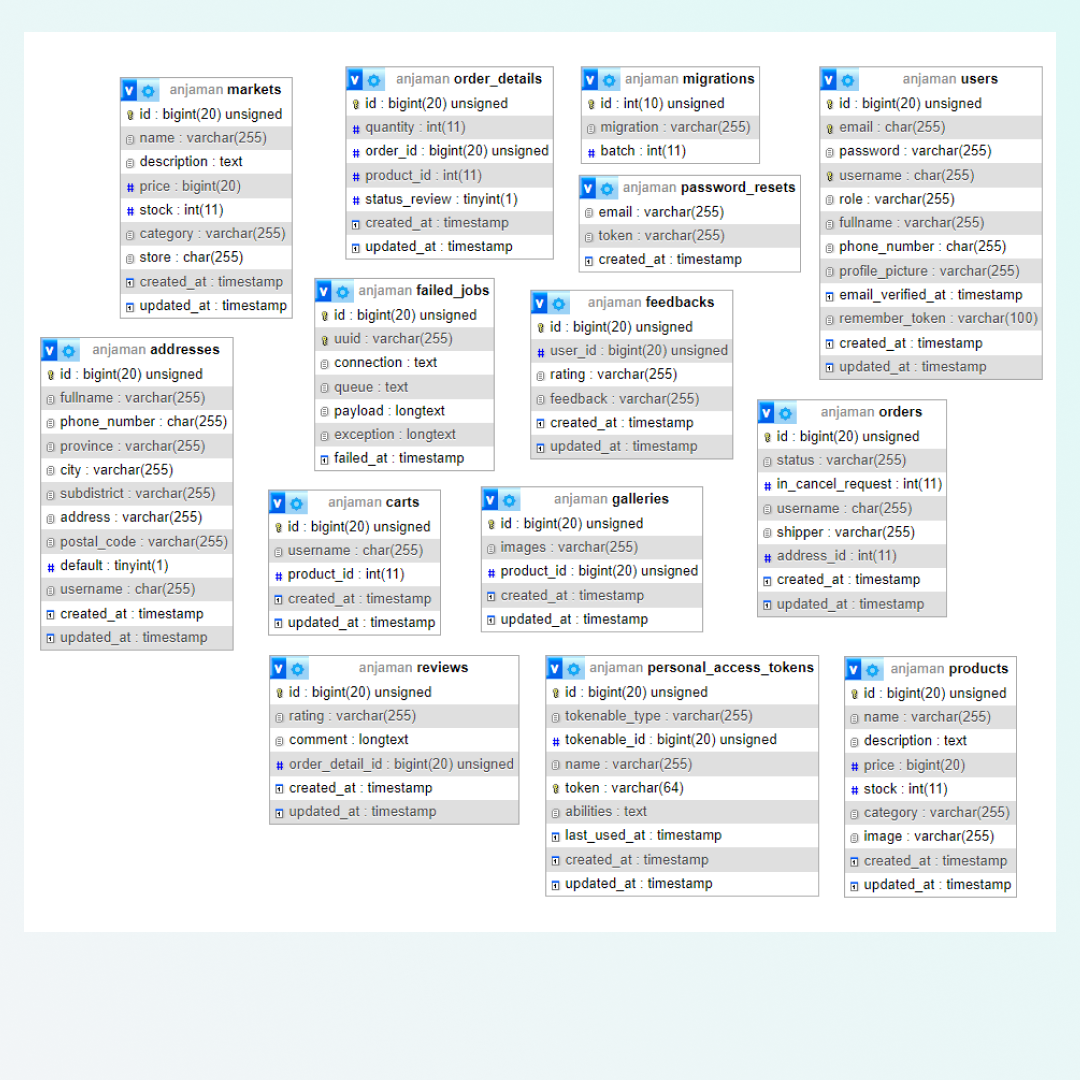 anjaman markets
id : bigint(20) unsigned
name : varchar(255)
description : text
price : bigint(20)
stock : int(11)
category : varchar(255)
store : char(255)
created_at : timestamp
updated_at : timestamp
anjaman order_details
id : bigint(20) unsigned
quantity : int(11)
order_id : bigint(20) unsigned
product_id : int(11)
status_review : tinyint(1)
created_at : timestamp
updated_at : timestamp
anjaman migrations
id : int(10) unsigned
migration : varchar(255)
batch : int(11)
anjaman password_resets
email : varchar(255)
token : varchar(255)
created_at : timestamp
anjaman users
id : bigint(20) unsigned
email : char(255)
password : varchar(255)
username : char(255)
role : varchar(255)
fullname : varchar(255)
phone_number : char(255)
profile_picture : varchar(255)
email_verified_at : timestamp
remember_token : varchar(100)
created_at : timestamp
updated_at : timestamp
anjaman addresses
id : bigint(20) unsigned
fullname : varchar(255)
phone_number : char(255)
province : varchar(255)
city : varchar(255)
subdistrict : varchar(255)
address : varchar(255)
postal_code : varchar(255)
default : tinyint(1)
username : char(255)
created_at : timestamp
updated_at : timestamp
anjaman failed_jobs
id : bigint(20) unsigned
uuid : varchar(255)
connection : text
queue : text
payload : longtext
exception : longtext
failed_at : timestamp
anjaman feedbacks
id : bigint(20) unsigned
user_id : bigint(20) unsigned
rating : varchar(255)
feedback : varchar(255)
created_at : timestamp
updated_at : timestamp
anjaman orders
id : bigint(20) unsigned
status : varchar(255)
in_cancel_request : int(11)
username : char(255)
shipper : varchar(255)
address_id : int(11)
created_at : timestamp
updated_at : timestamp
anjaman carts
id : bigint(20) unsigned
username : char(255)
product_id : int(11)
created_at : timestamp
updated_at : timestamp
anjaman galleries
id : bigint(20) unsigned
images : varchar(255)
product_id : bigint(20) unsigned
created_at : timestamp
updated_at : timestamp
anjaman reviews
id : bigint(20) unsigned
rating : varchar(255)
comment : longtext
order_detail_id : bigint(20) unsigned
created_at : timestamp
updated_at : timestamp
anjaman personal_access_tokens
id : bigint(20) unsigned
tokenable_type : varchar(255)
tokenable_id : bigint(20) unsigned
name : varchar(255)
token : varchar(64)
abilities : text
last_used_at : timestamp
created_at : timestamp
updated_at : timestamp
anjaman products
id : bigint(20) unsigned
name : varchar(255)
description : text
price : bigint(20)
stock : int(11)
category : varchar(255)
image : varchar(255)
created_at : timestamp
updated_at : timestamp